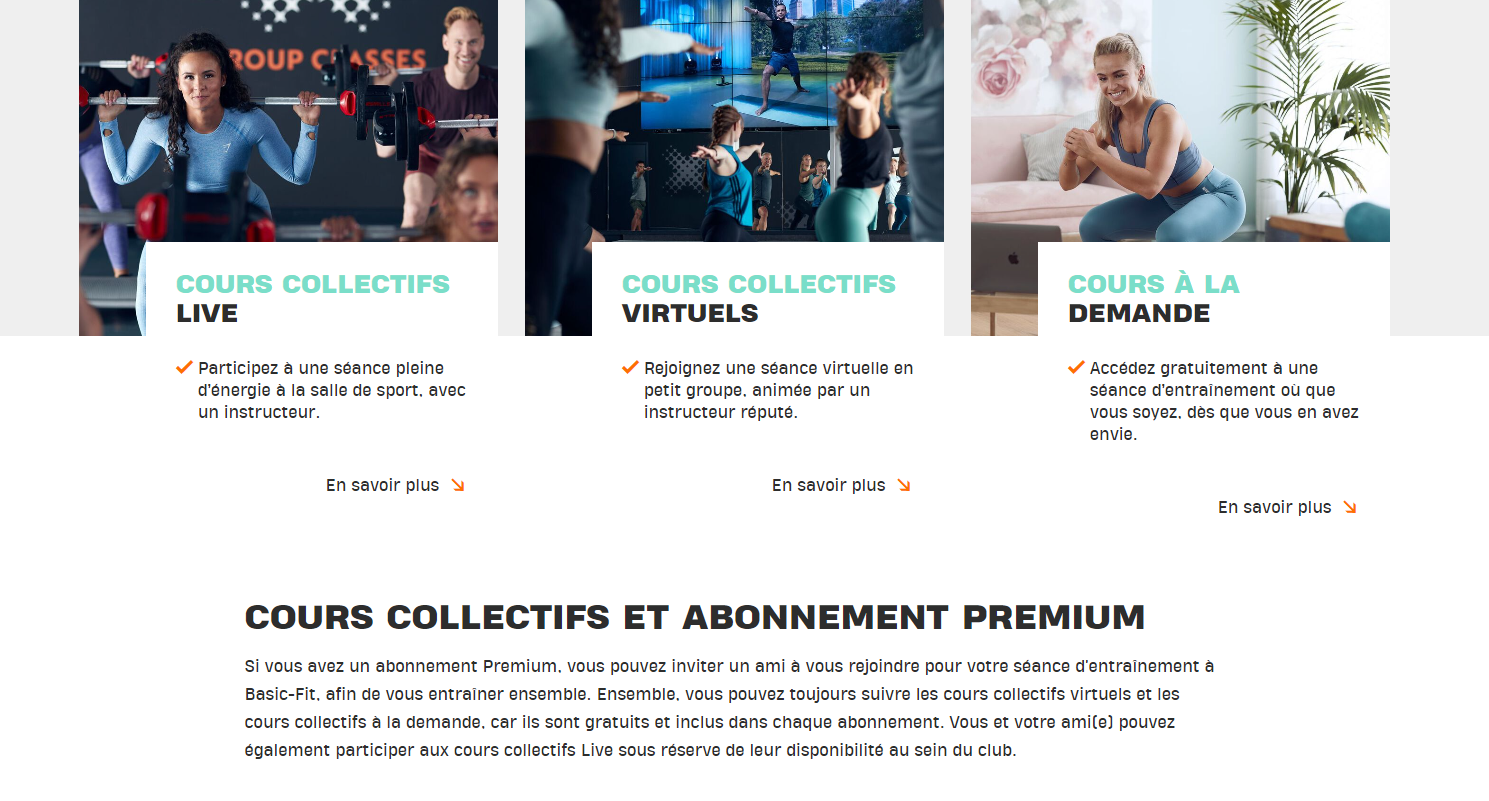 ROUP CLASSES
COURS COLLECTIFS
LIVE
Participez à une séance pleine
d'énergie à la salle de sport, avec
un instructeur.
En savoir plus
COURS COLLECTIFS
VIRTUELS
Rejoignez une séance virtuelle en
petit groupe, animée par un
instructeur réputé.
En savoir plus
COURS À LA
DEMANDE
Accédez gratuitement à une
séance d'entraînement où que
vous soyez, dès que vous en avez
envie.
En savoir plus
COURS COLLECTIFS ET ABONNEMENT PREMIUM
Si vous avez un abonnement Premium, vous pouvez inviter un ami à vous rejoindre pour votre séance d'entraînement à
Basic-Fit, afin de vous entraîner ensemble. Ensemble, vous pouvez toujours suivre les cours collectifs virtuels et les
cours collectifs à la demande, car ils sont gratuits et inclus dans chaque abonnement. Vous et votre ami(e) pouvez
également participer aux cours collectifs Live sous réserve de leur disponibilité au sein du club.